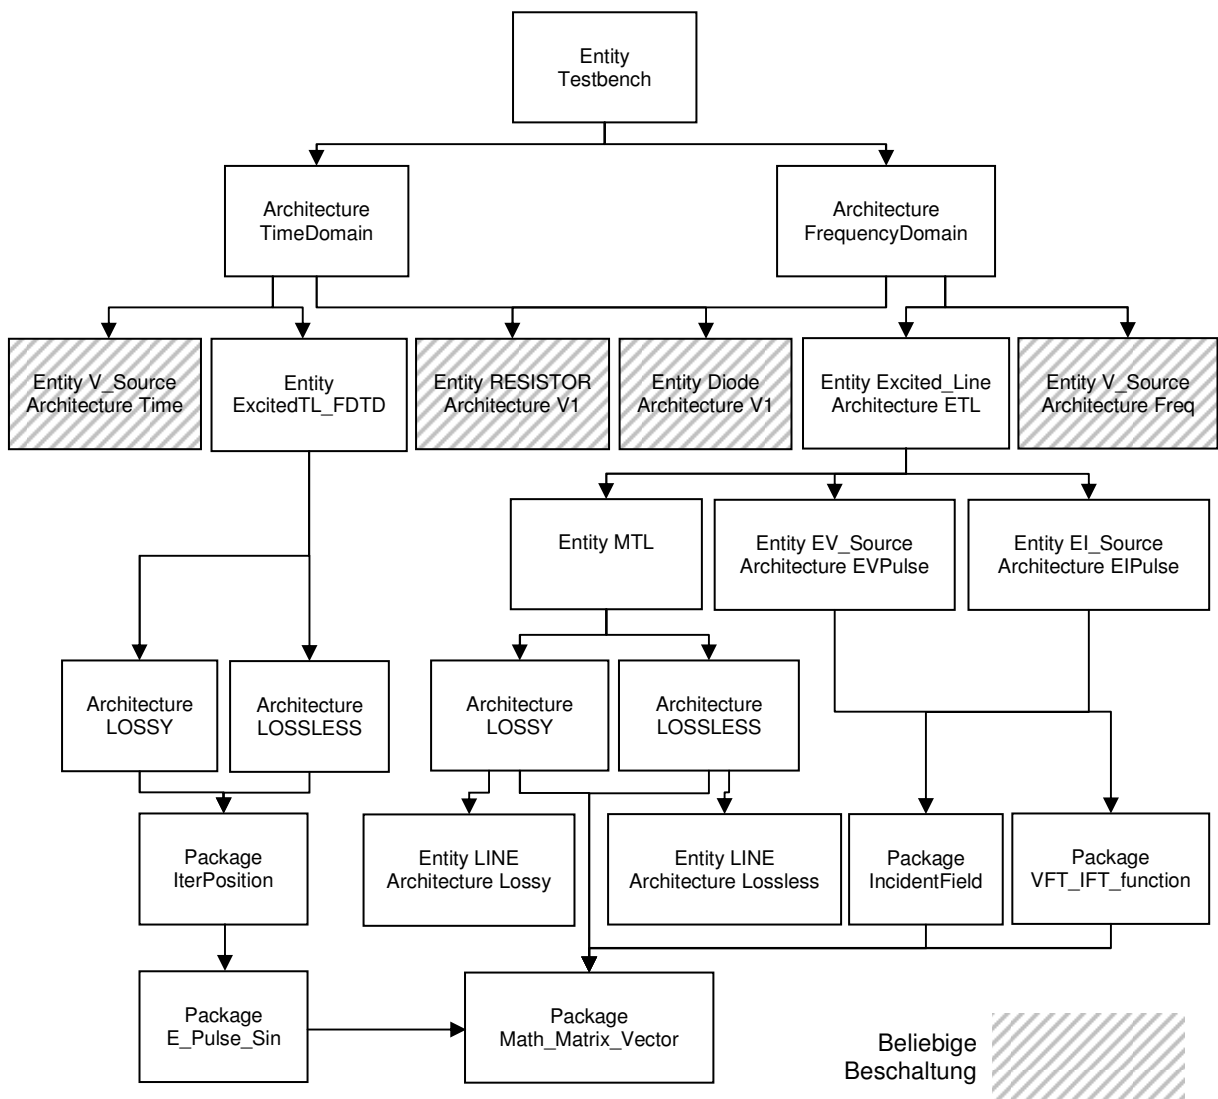 Entity
Testbench
Architecture
TimeDomain
Architecture
FrequencyDomain
Entity V_Source
Architecture Time
Entity
ExcitedTL_FDTD
Entity RESISTOR
Architecture V1
Entity Diode
Architecture V1
Entity Excited_Line
Architecture ETL
Entity V_Source
Architecture Freq
Entity MTL
Entity EV_Source
Architecture EVPulse
Entity EI_Source
Architecture EIPulse
Architecture
LOSSY
Architecture
LOSSLESS
Architecture
LOSSY
Architecture
LOSSLESS
Package
IterPosition
Entity LINE
Architecture Lossy
Entity LINE
Architecture Lossless
Package
IncidentField
Package
VFT_IFT_function
Package
E_Pulse_Sin
Package
Math_Matrix_Vector
Beliebige
Beschaltung